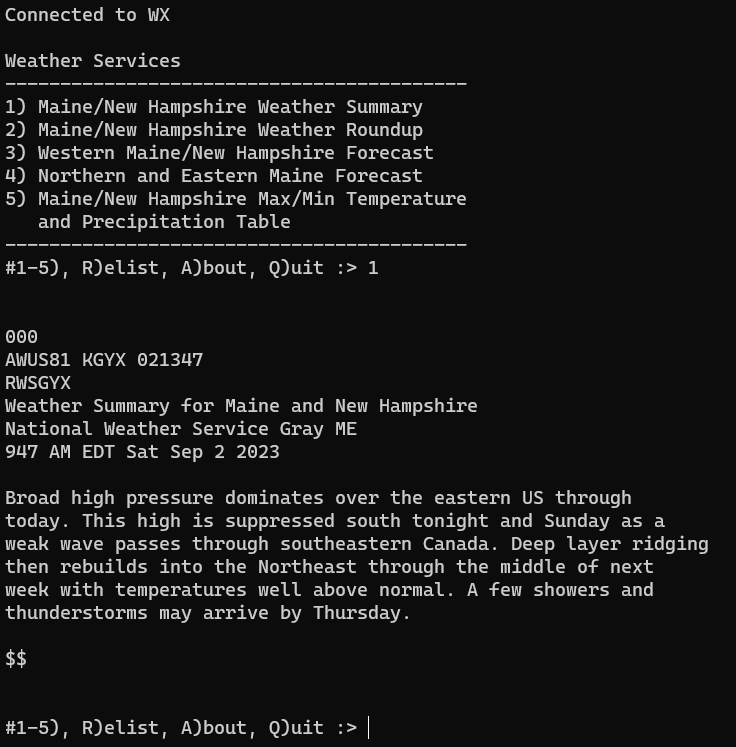 Connected to WX
Weather Services
------------------------------------------
1) Maine/New Hampshire Weather Summary
2) Maine/New Hampshire Weather Roundup
3) Western Maine/New Hampshire Forecast
4) Northern and Eastern Maine Forecast
5) Maine/New Hampshire Max/Min Temperature
   and Precipitation Table
------------------------------------------
#1-5), R)elist, A)bout, Q)uit :> 1
000
AWUS81 KGYX 021347
RWSGYX
Weather Summary for Maine and New Hampshire
National Weather Service Gray ME
947 AM EDT Sat Sep 2 2023
Broad high pressure dominates over the eastern US through
today. This high is suppressed south tonight and Sunday as a
weak wave passes through southeastern Canada. Deep layer ridging
then rebuilds into the Northeast through the middle of next
week with temperatures well above normal. A few showers and
thunderstorms may arrive by Thursday.
$$
#1-5), R)elist, A)bout, Q)uit :>